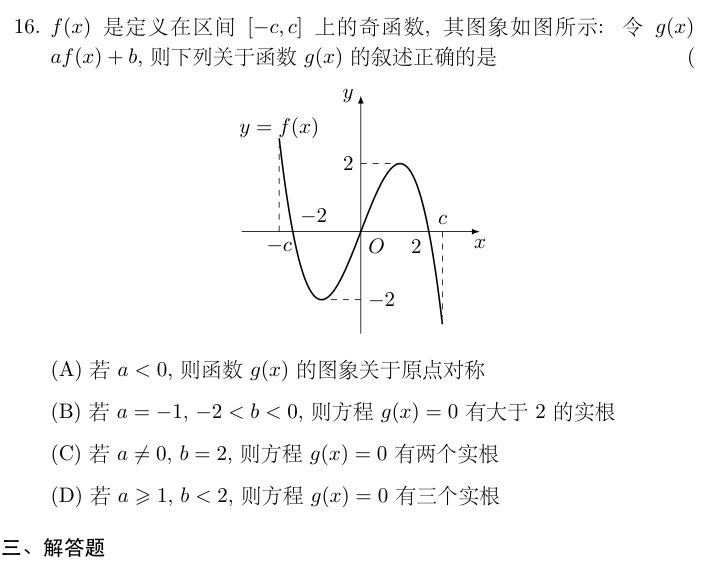 16. f(x) 是定义在区间 [−c, c] 上的奇函数, 其图象如图所示: 令 g(x)
af(x) + b, 则下列关于函数 g(x) 的叙述正确的是 (
y
y = f(x)
2
−2
c
−c
O
2
x
−2
(A) 若 a < 0, 则函数 g(x) 的图象关于原点对称
(B) 若 a = −1, −2 < b < 0, 则方程 g(x) = 0 有大于 2 的实根
(C) 若 a ≠ 0, b = 2, 则方程 g(x) = 0 有两个实根
(D) 若 a ⩾ 1, b < 2, 则方程 g(x) = 0 有三个实根
三、解答题